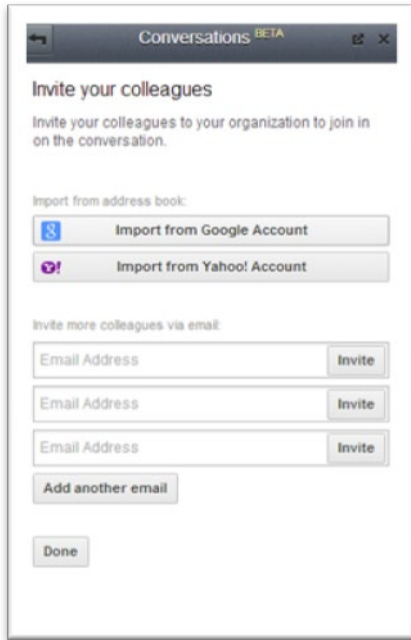 Conversations BETA
Invite your colleagues
Invite your colleagues to your organization to join in
on the conversation.
Import from address book:
8 Import from Google Account
Y! Import from Yahoo! Account
Invite more colleagues via email:
Email Address Invite
Email Address Invite
Email Address Invite
Add another email
Done